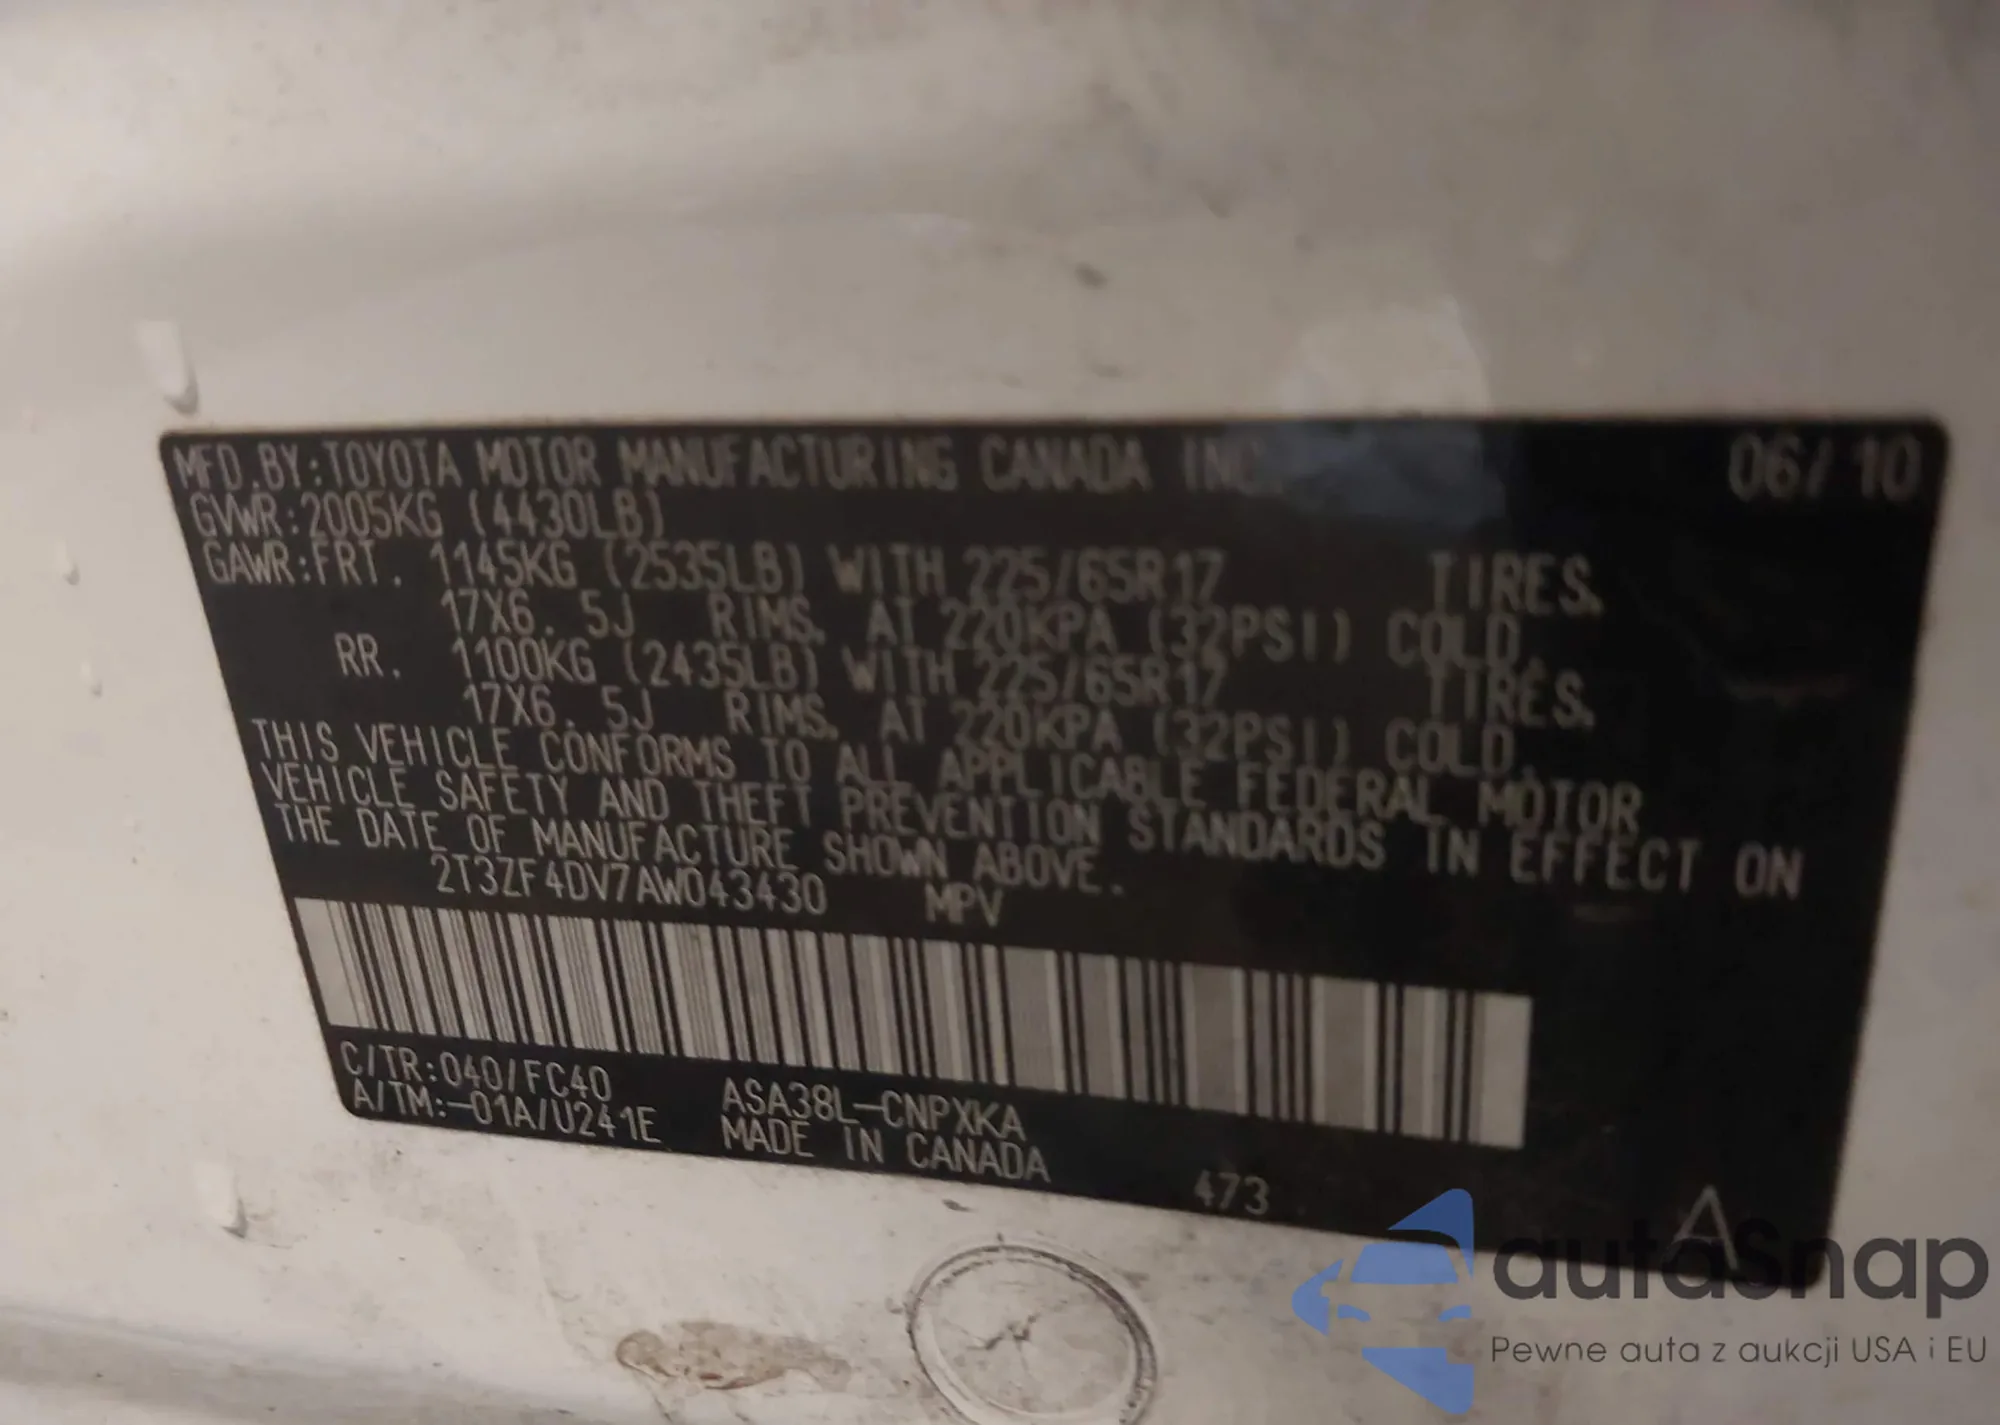 MFD.BY:TOYOTA MOTOR MANUFACTURING CANADA INC. 06/10
GVWR:2005KG (4430LB)
GAWR:FRT. 1145KG (2535LB) WITH 225/65R17 TIRES,
17X6.5J RIMS, AT 220KPA (32PSI) COLD,
RR. 1100KG (2435LB) WITH 225/65R17 TIRES,
17X6.5J RIMS, AT 220KPA (32PSI) COLD,
THIS VEHICLE CONFORMS TO ALL APPLICABLE FEDERAL MOTOR
VEHICLE SAFETY AND THEFT PREVENTION STANDARDS IN EFFECT ON
THE DATE OF MANUFACTURE SHOWN ABOVE.
2T3ZF4DV7AW043430 MPV
C/TR:040/FC40
A/TM:-01A/U241E
ASA38L-CNPXKA
MADE IN CANADA
473
A
autaSnap
Pewne auta z aukcji USA i EU